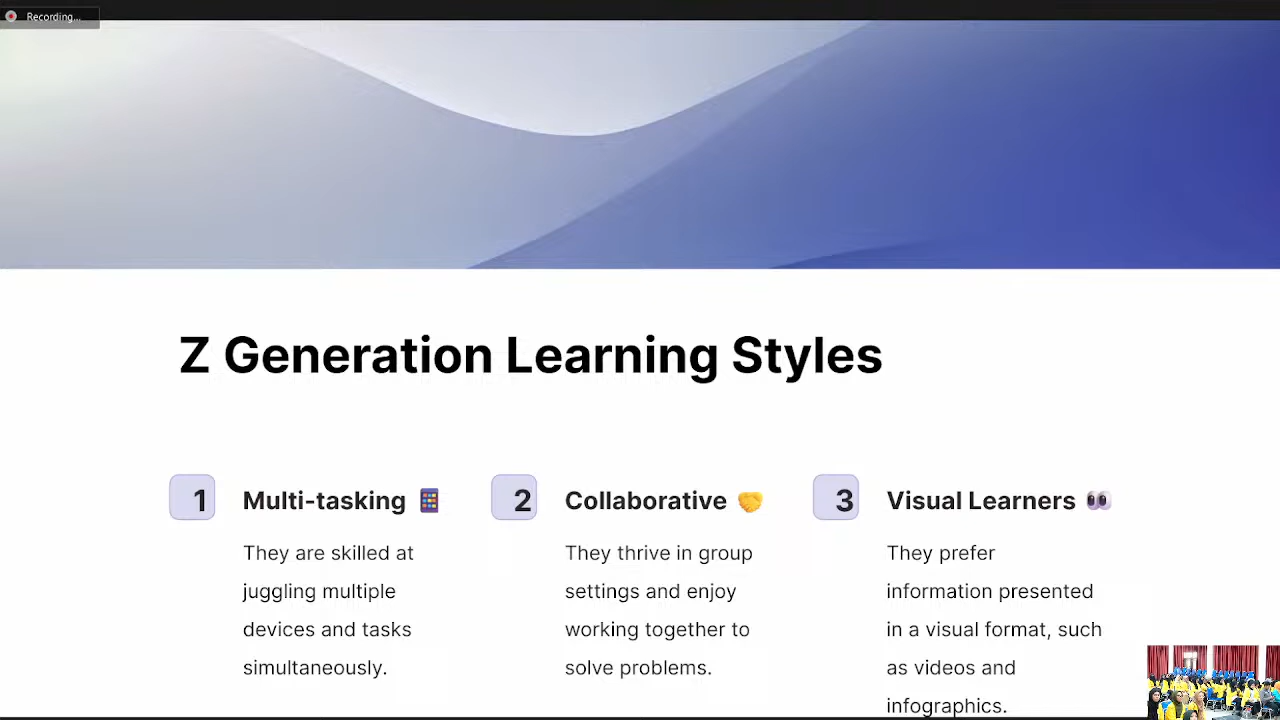 Recording...
Z Generation Learning Styles
1
Multi-tasking
They are skilled at
juggling multiple
devices and tasks
simultaneously.
2
Collaborative
They thrive in group
settings and enjoy
working together to
solve problems.
3
Visual Learners
They prefer
information presented
in a visual format, such
as videos and
infographics.